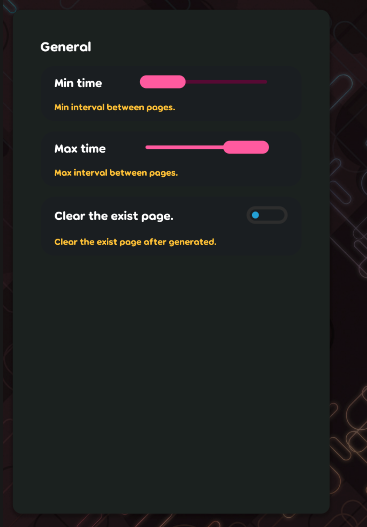 General
Min time
Min interval between pages.
Max time
Max interval between pages.
Clear the exist page.
Clear the exist page after generated.